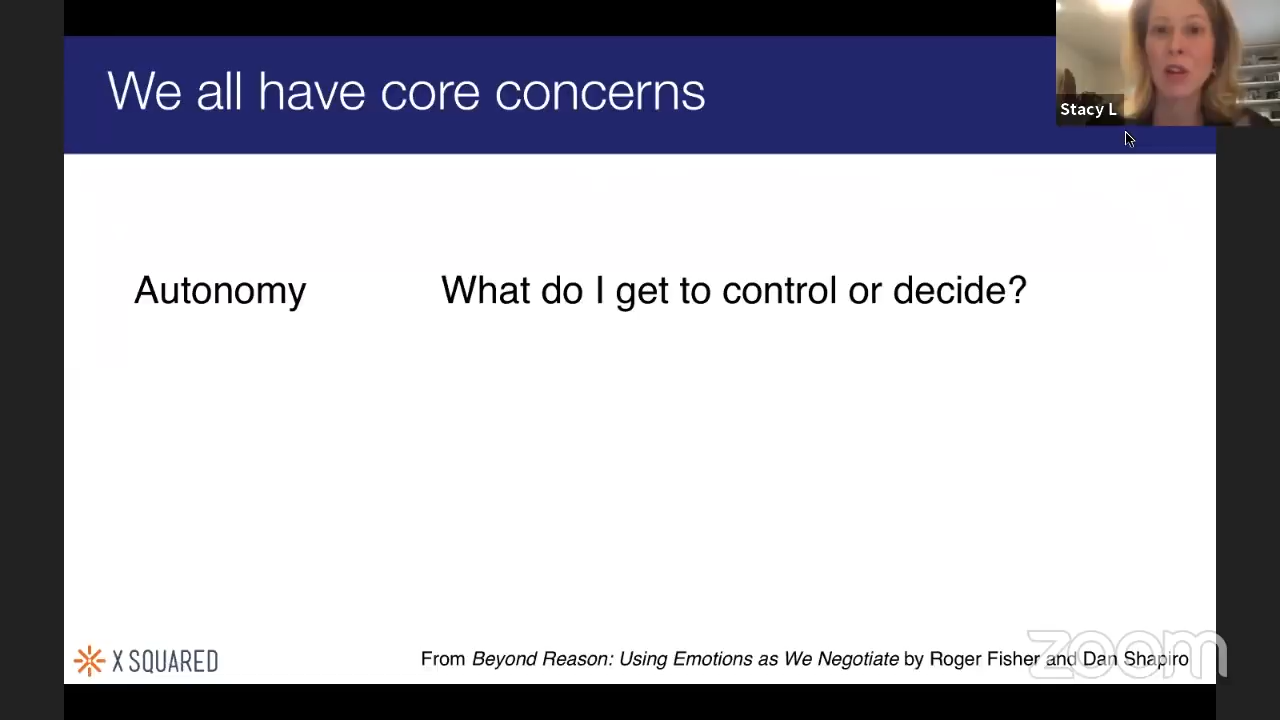 We all have core concerns
Stacy L
Autonomy What do I get to control or decide?
X SQUARED
From Beyond Reason: Using Emotions as We Negotiate by Roger Fisher and Dan Shapiro
zoom